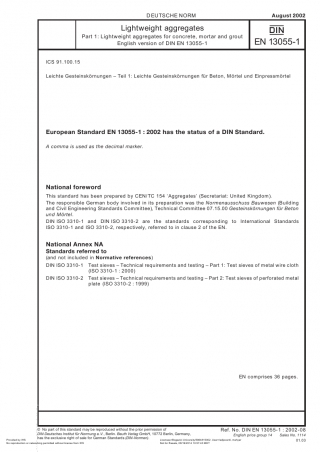 DEUTSCHE NORM
August 2002
Lightweight aggregates
Part 1: Lightweight aggregates for concrete, mortar and grout
English version of DIN EN 13055-1
DIN
EN 13055-1
ICS 91.100.15
Leichte Gesteinskörnungen – Teil 1: Leichte Gesteinskörnungen für Beton, Mörtel und Einpressmörtel
European Standard EN 13055-1 : 2002 has the status of a DIN Standard.
A comma is used as the decimal marker.
National foreword
This standard has been prepared by CEN/TC 154 ‘Aggregates’ (Secretariat: United Kingdom).
The responsible German body involved in its preparation was the Normenausschuss Bauwesen (Building
and Civil Engineering Standards Committee), Technical Committee 07.15.00 Gesteinskörnungen für Beton
und Mörtel.
DIN ISO 3310-1 and DIN ISO 3310-2 are the standards corresponding to International Standards
ISO 3310-1 and ISO 3310-2, respectively, referred to in clause 2 of the EN.
National Annex NA
Standards referred to
(and not included in Normative references)
DIN ISO 3310-1 Test sieves – Technical requirements and testing – Part 1: Test sieves of metal wire cloth
(ISO 3310-1 : 2000)
DIN ISO 3310-2 Test sieves – Technical requirements and testing – Part 2: Test sieves of perforated metal
plate (ISO 3310-2 : 1999).
EN comprises 36 pages.
© No part of this standard may be reproduced without the prior permission of
DIN Deutsches Institut für Normung e. V., Berlin. Beuth Verlag GmbH, 10772 Berlin, Germany,
has the exclusive right of sale for German Standards (DIN-Normen).
Ref. No. DIN EN 13055-1 : 2002-08
English price group 14 Sales No. 1114
01.03